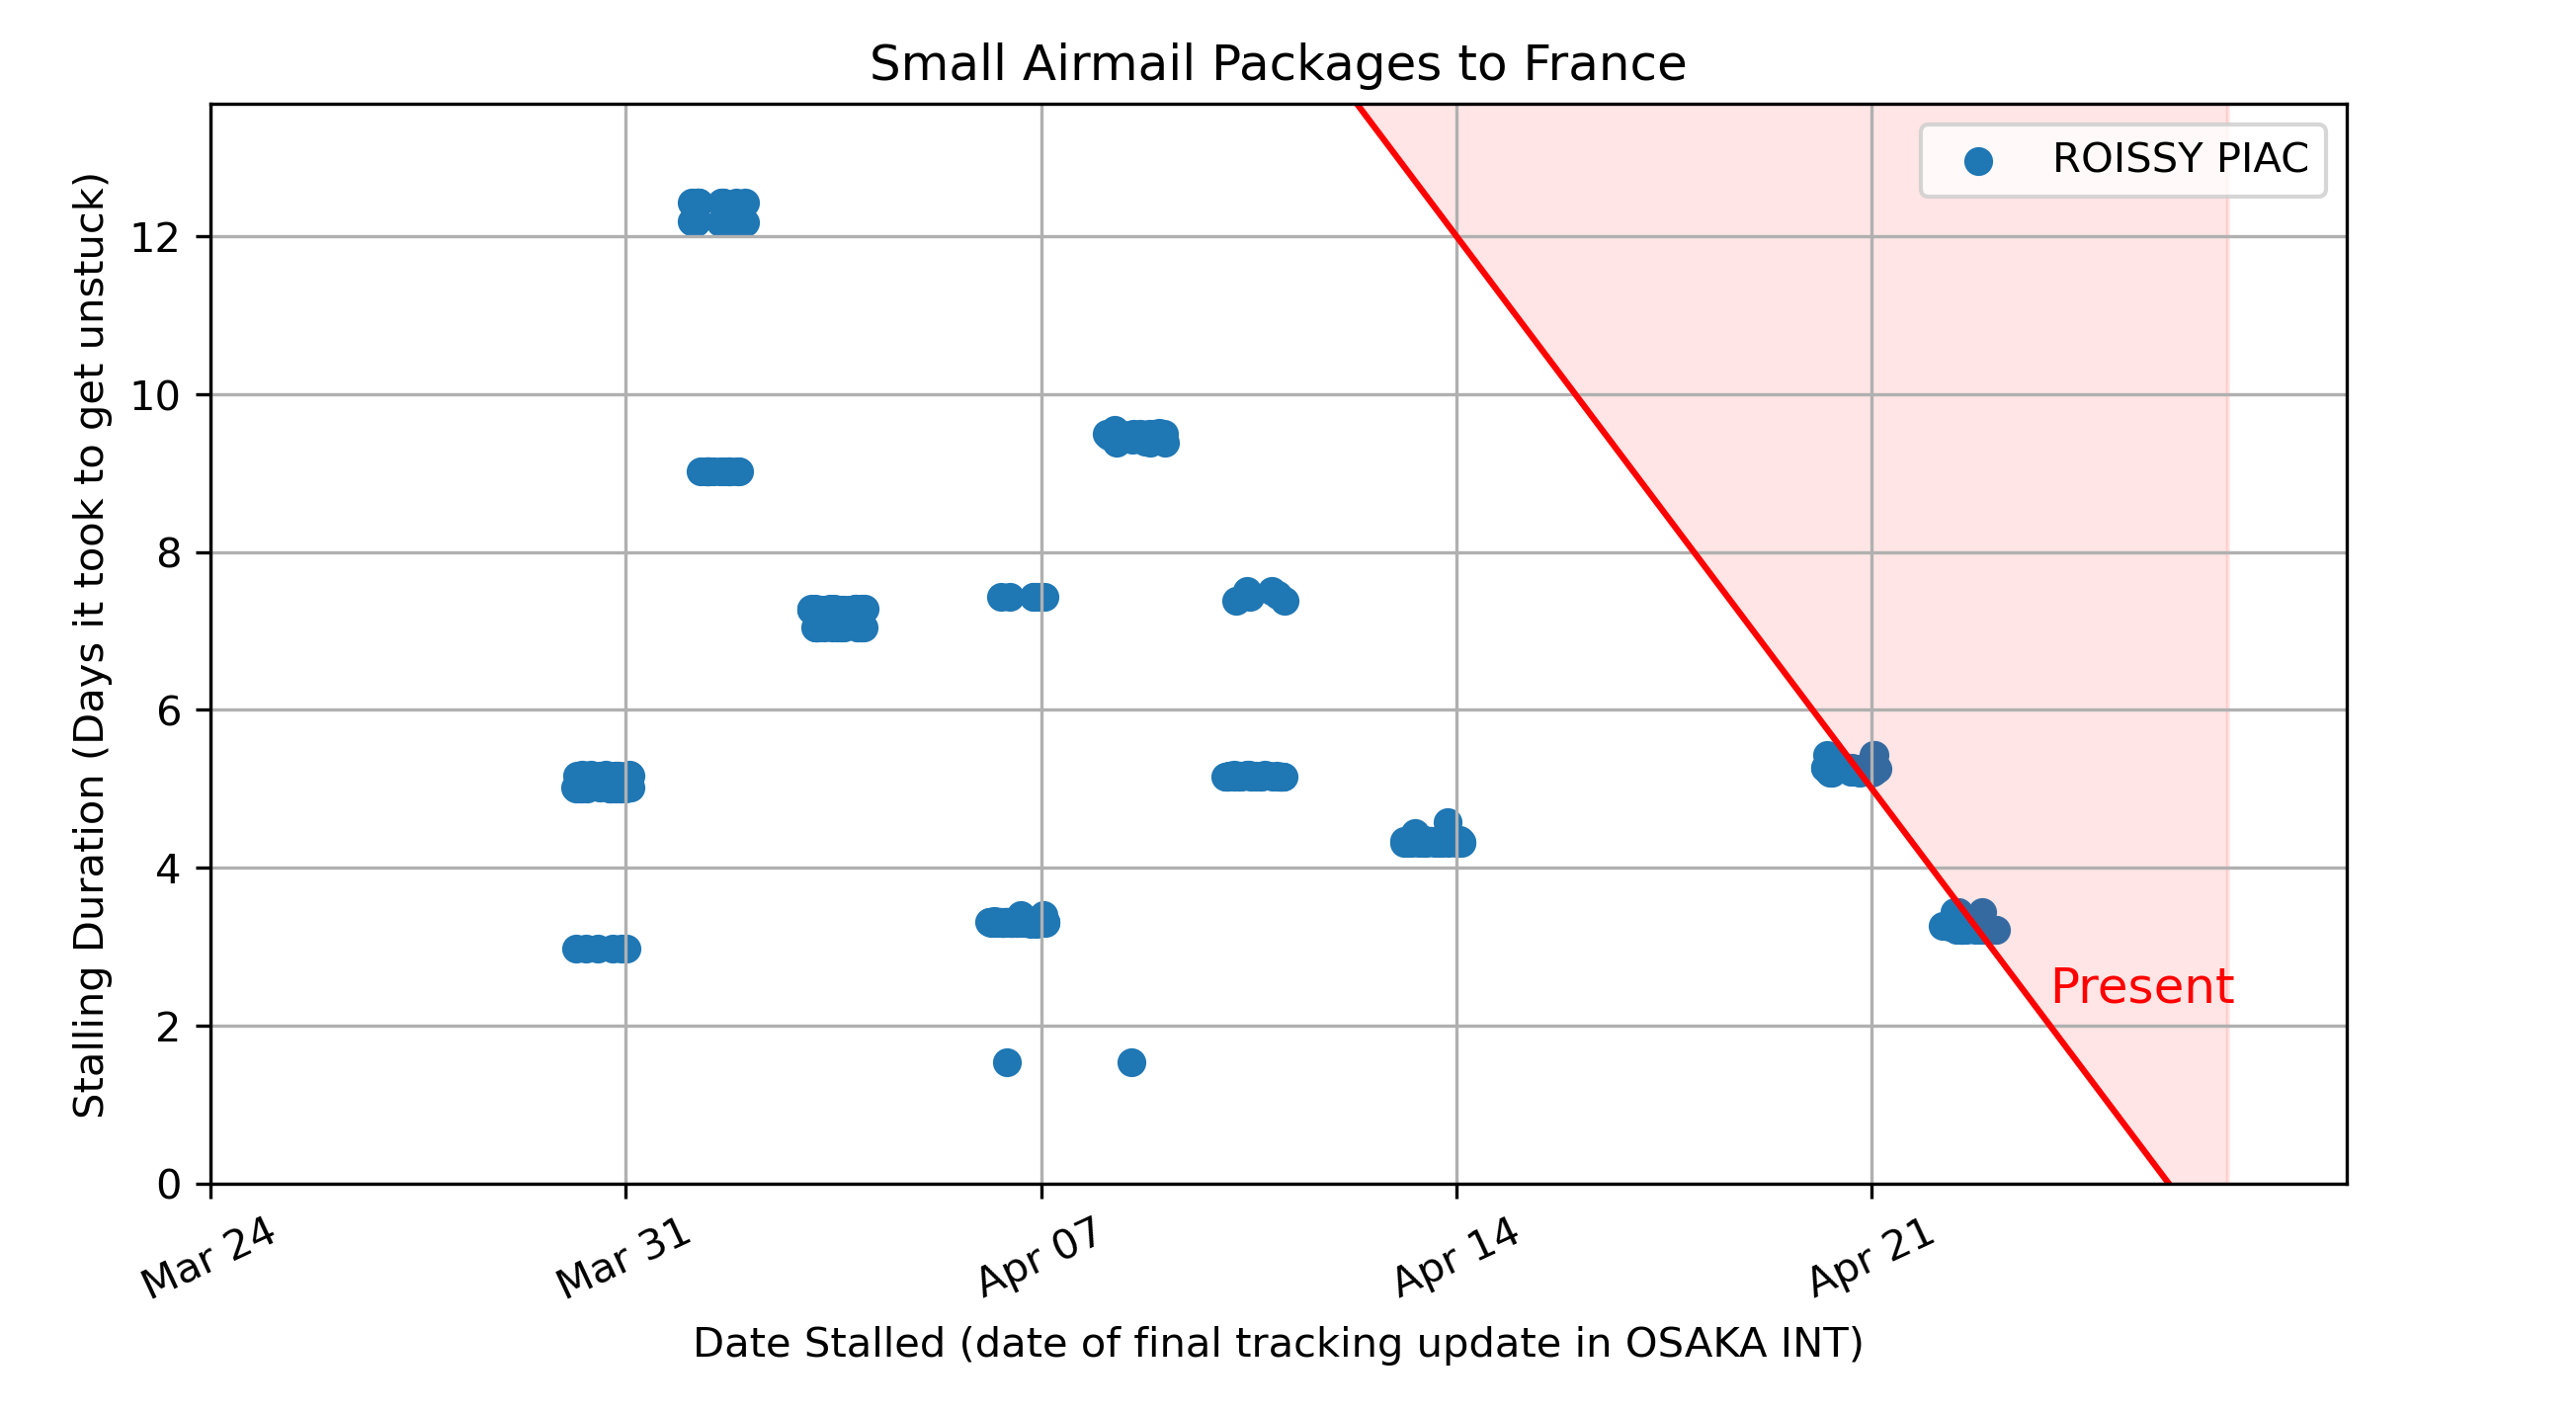 Small Airmail Packages to France
ROISSY PIAC
Stalling Duration (Days it took to get unstuck)
12
10
8
6
4
2
0
Present
Mar 24
Mar 31
Apr 07
Apr 14
Apr 21
Date Stalled (date of final tracking update in OSAKA INT)